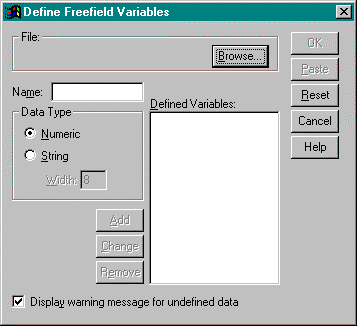 Define Freefield Variables
File:
Browse...
OK
Paste
Reset
Cancel
Help
Name:
Defined Variables:
Data Type
Numeric
String
Width: 8
Add
Change
Remove
Display warning message for undefined data